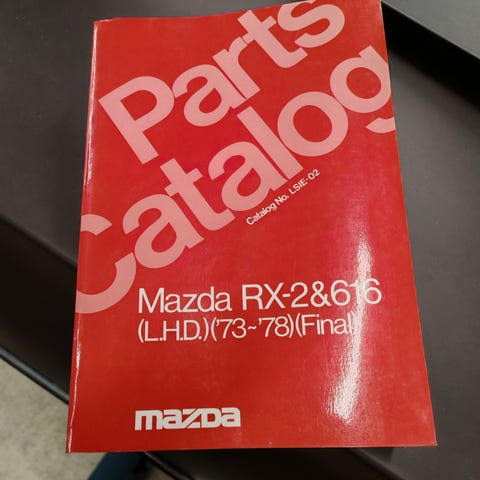 Parts
Catalog
Catalog No. LSIE-02
Mazda RX-2&616
(L.H.D.)('73~'78)(Final)
mazda